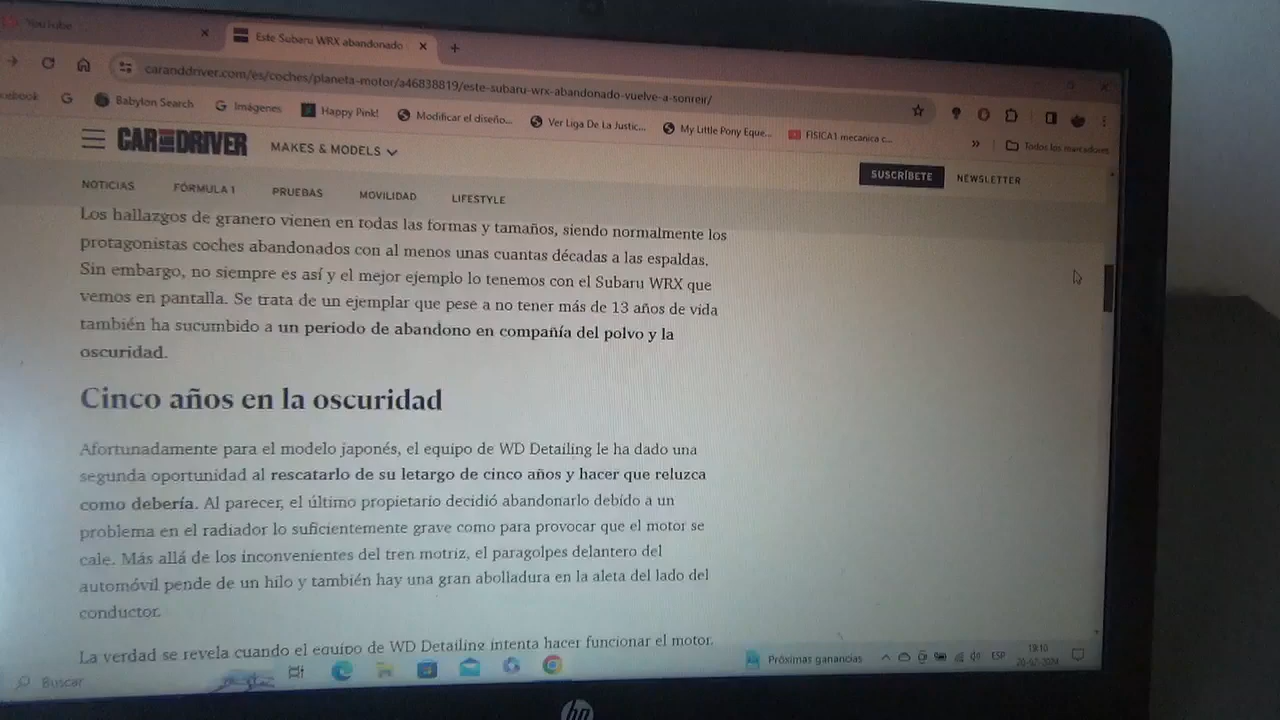 YouTube
Este Subaru WRX abandonado
caranddriver.com/es/coches/planeta-motor/a46838819/este-subaru-wrx-abandonado-vuelve-a-sonreir/
cebook
Babylon Search
Imágenes
Happy Pink!
Modificar el diseño...
Ver Liga De La Justic...
My Little Pony Eque...
FISICA1 mecanica c...
Todos los marcadores
CAR AND DRIVER
MAKES & MODELS
SUSCRÍBETE
NEWSLETTER
NOTICIAS FÓRMULA 1 PRUEBAS MOVILIDAD LIFESTYLE
Los hallazgos de granero vienen en todas las formas y tamaños, siendo normalmente los
protagonistas coches abandonados con al menos unas cuantas décadas a las espaldas.
Sin embargo, no siempre es así y el mejor ejemplo lo tenemos con el Subaru WRX que
vemos en pantalla. Se trata de un ejemplar que pese a no tener más de 13 años de vida
también ha sucumbido a un periodo de abandono en compañía del polvo y la
oscuridad.
Cinco años en la oscuridad
Afortunadamente para el modelo japonés, el equipo de WD Detailing le ha dado una
segunda oportunidad al rescatarlo de su letargo de cinco años y hacer que reluzca
como debería. Al parecer, el último propietario decidió abandonarlo debido a un
problema en el radiador lo suficientemente grave como para provocar que el motor se
cale. Más allá de los inconvenientes del tren motriz, el paragolpes delantero del
automóvil pende de un hilo y también hay una gran abolladura en la aleta del lado del
conductor.
La verdad se revela cuando el equipo de WD Detailing intenta hacer funcionar el motor.
Buscar
Próximas ganancias
ESP
19:10
20-02-2024
hp